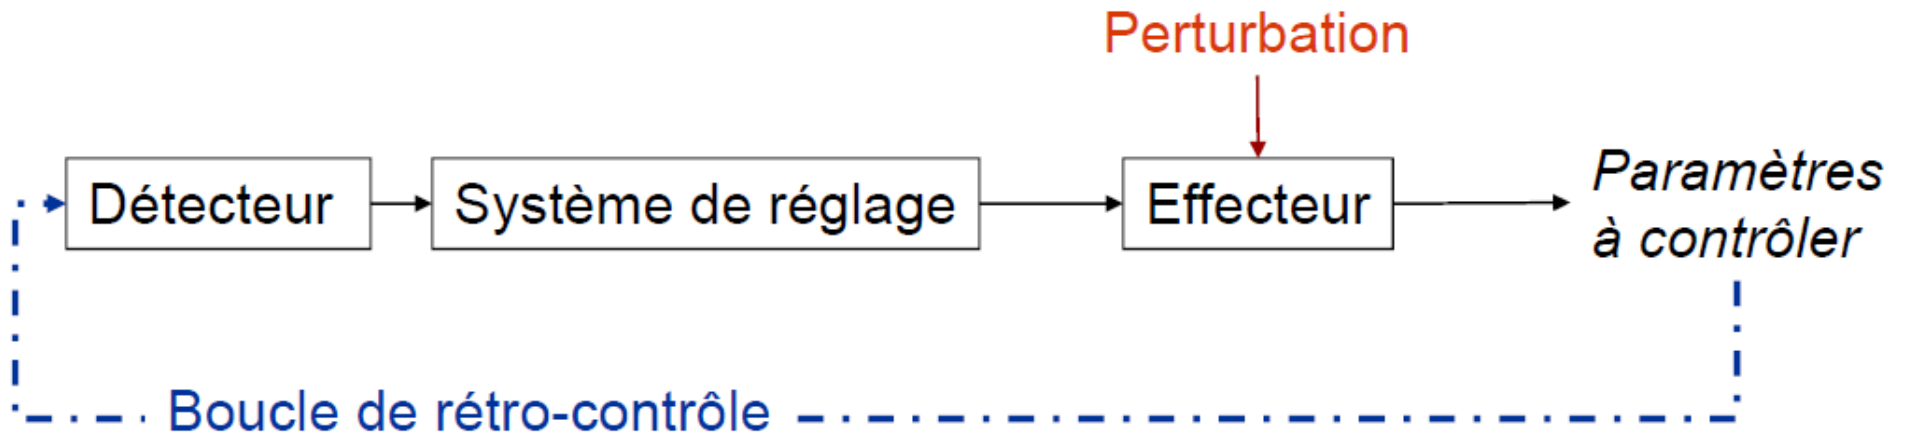 Perturbation
Détecteur
Système de réglage
Effecteur
Paramètres
à contrôler
Boucle de rétro-contrôle